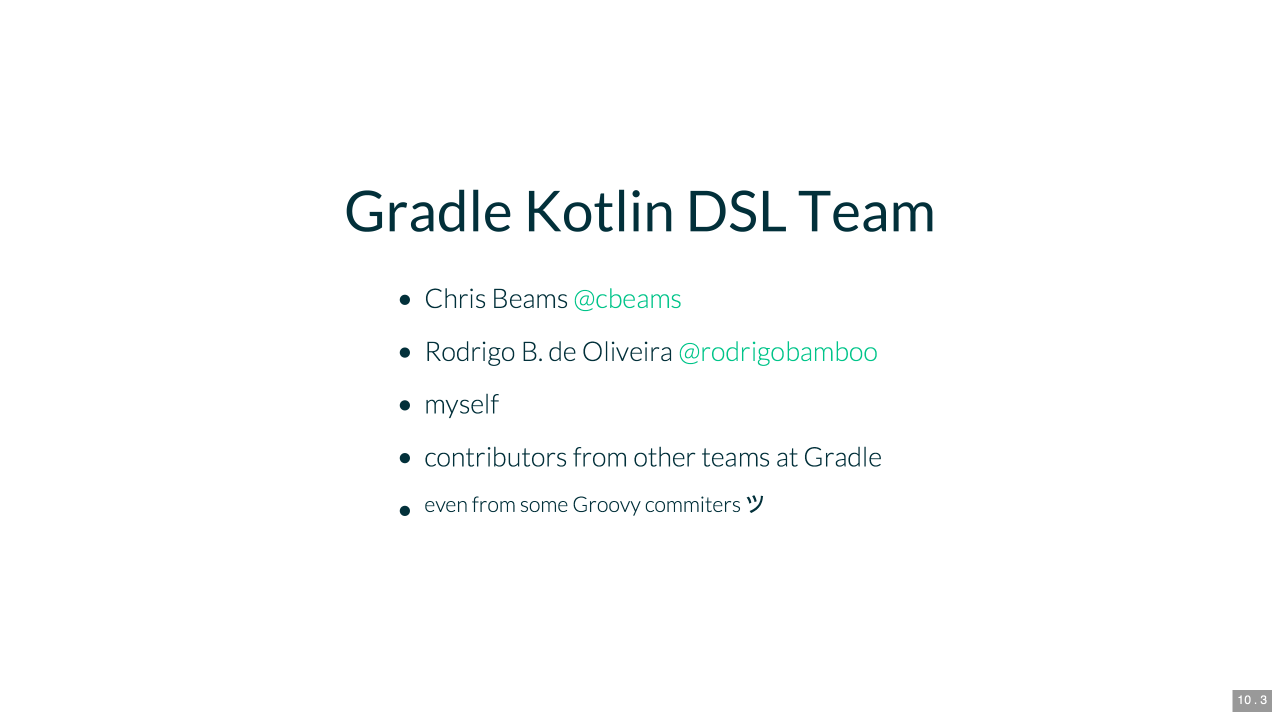 Gradle Kotlin DSL Team
• Chris Beams @cbeams
• Rodrigo B. de Oliveira @rodrigobamboo
• myself
• contributors from other teams at Gradle
• even from some Groovy commiters ツ
10 . 3